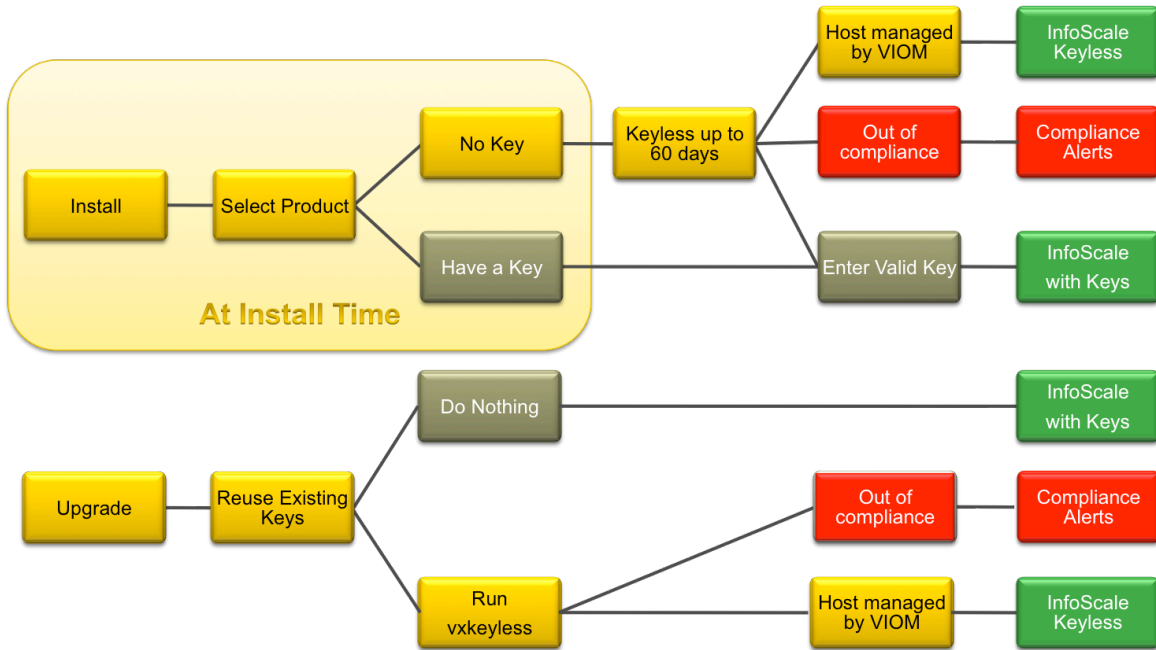 Host managed
by VIOM
InfoScale
Keyless
No Key
Keyless up to
60 days
Out of
compliance
Compliance
Alerts
Install
Select Product
Have a Key
Enter Valid Key
InfoScale
with Keys
At Install Time
Do Nothing
InfoScale
with Keys
Upgrade
Reuse Existing
Keys
Out of
compliance
Compliance
Alerts
Run
vxkeyless
Host managed
by VIOM
InfoScale
Keyless